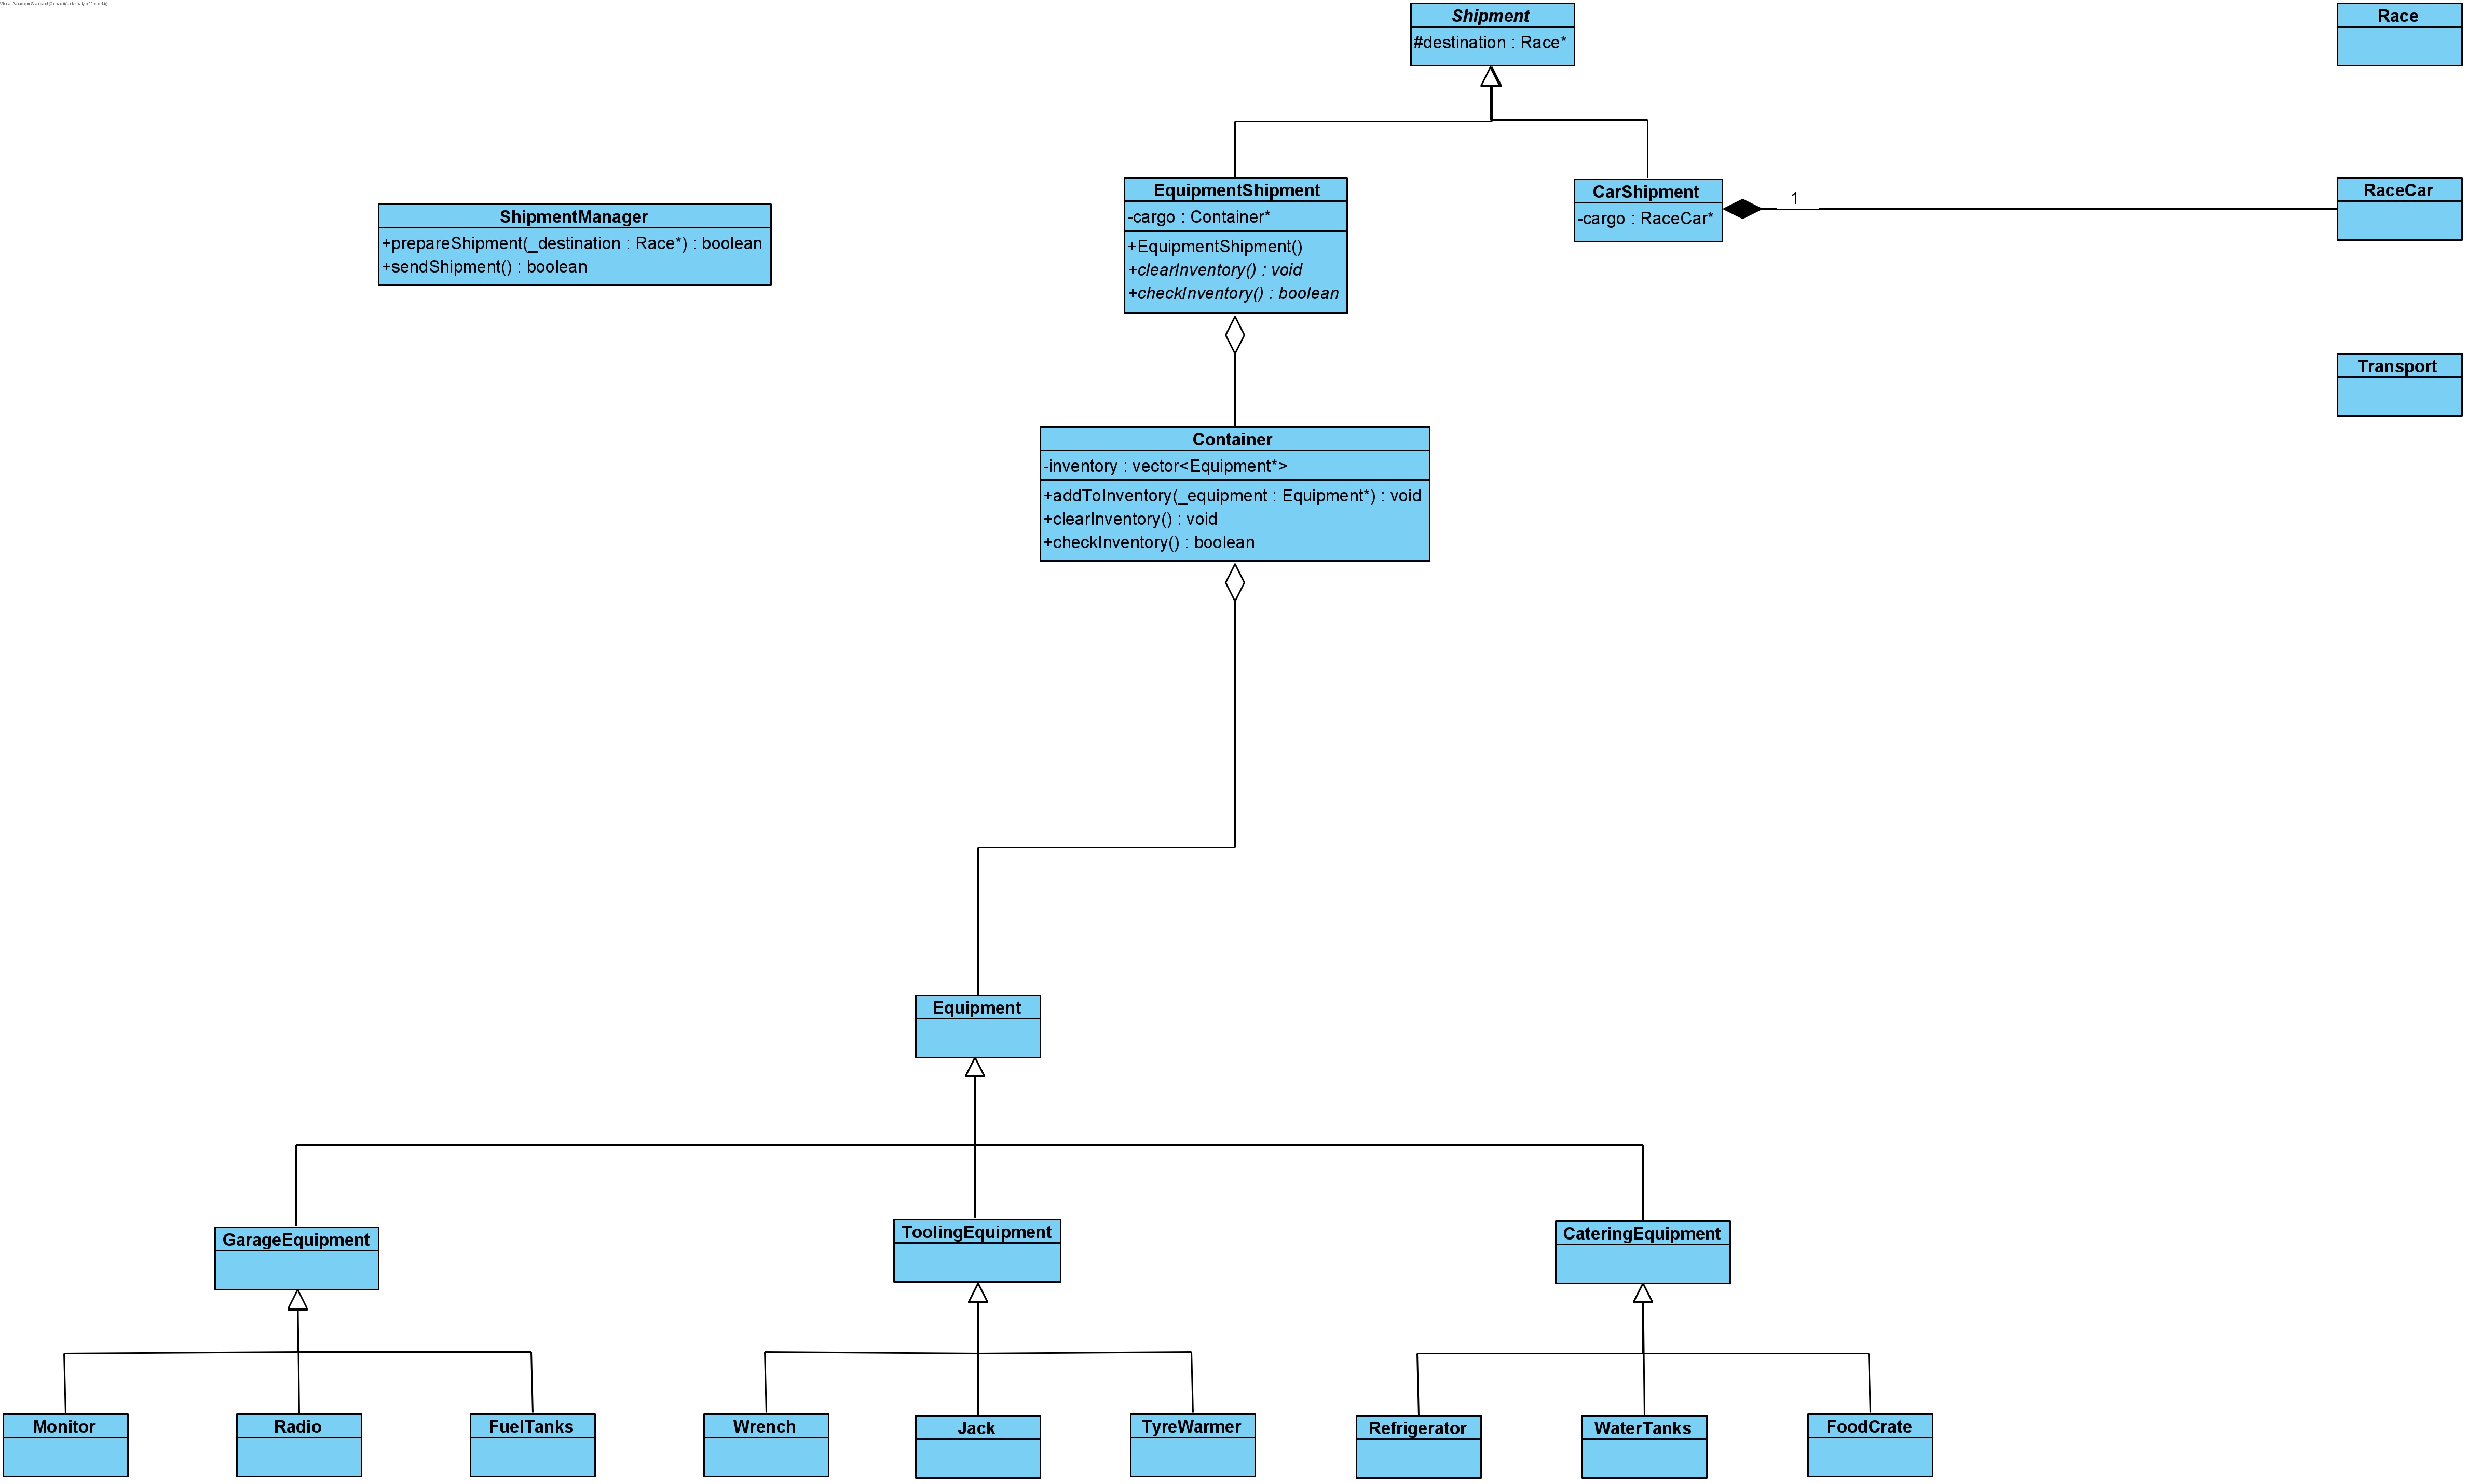 Shipment
#destination : Race*
Race
EquipmentShipment
-cargo : Container*
+EquipmentShipment()
+clearInventory() : void
+checkInventory() : boolean
CarShipment
-cargo : RaceCar*
1
RaceCar
ShipmentManager
+prepareShipment(_destination : Race*) : boolean
+sendShipment() : boolean
Transport
Container
-inventory : vector<Equipment*>
+addToInventory(_equipment : Equipment*) : void
+clearInventory() : void
+checkInventory() : boolean
Equipment
GarageEquipment
ToolingEquipment
CateringEquipment
Monitor
Radio
FuelTanks
Wrench
Jack
TyreWarmer
Refrigerator
WaterTanks
FoodCrate